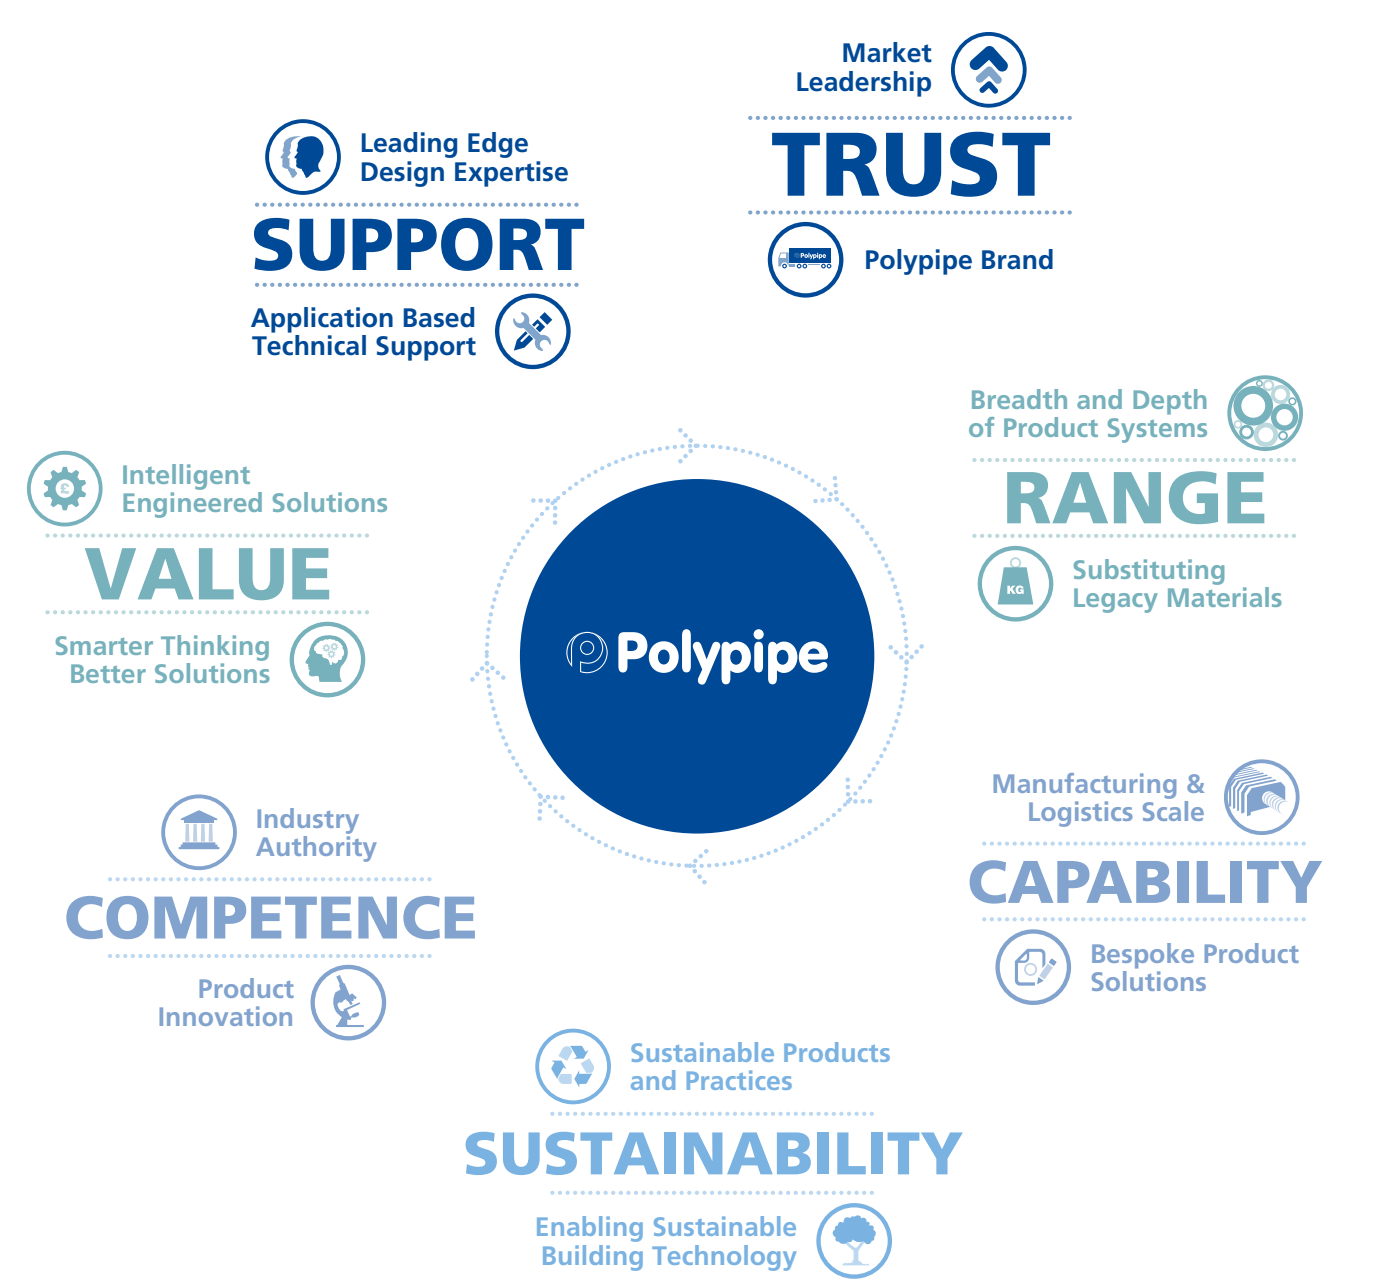 Market
Leadership
TRUST
Polypipe
Polypipe Brand
Leading Edge
Design Expertise
SUPPORT
Application Based
Technical Support
Breadth and Depth
of Product Systems
RANGE
KG
Substituting
Legacy Materials
£
Intelligent
Engineered Solutions
VALUE
Smarter Thinking
Better Solutions
Polypipe
Manufacturing &
Logistics Scale
CAPABILITY
Bespoke Product
Solutions
Industry
Authority
COMPETENCE
Product
Innovation
Sustainable Products
and Practices
SUSTAINABILITY
Enabling Sustainable
Building Technology